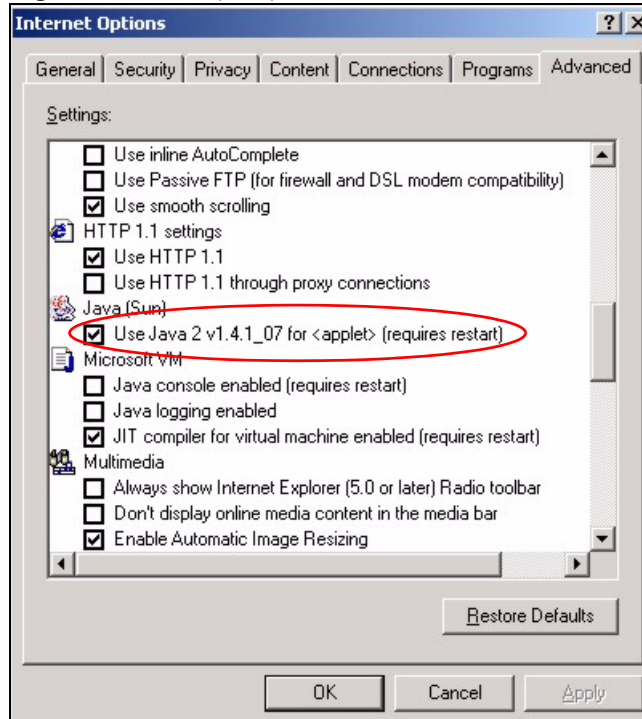 Internet Options
General Security Privacy Content Connections Programs Advanced
Settings:
Use inline AutoComplete
Use Passive FTP (for firewall and DSL modem compatibility)
Use smooth scrolling
HTTP 1.1 settings
Use HTTP 1.1
Use HTTP 1.1 through proxy connections
Java (Sun)
Use Java 2 v1.4.1_07 for <applet> (requires restart)
Microsoft VM
Java console enabled (requires restart)
Java logging enabled
JIT compiler for virtual machine enabled (requires restart)
Multimedia
Always show Internet Explorer (5.0 or later) Radio toolbar
Don't display online media content in the media bar
Enable Automatic Image Resizing
Restore Defaults
OK Cancel Apply